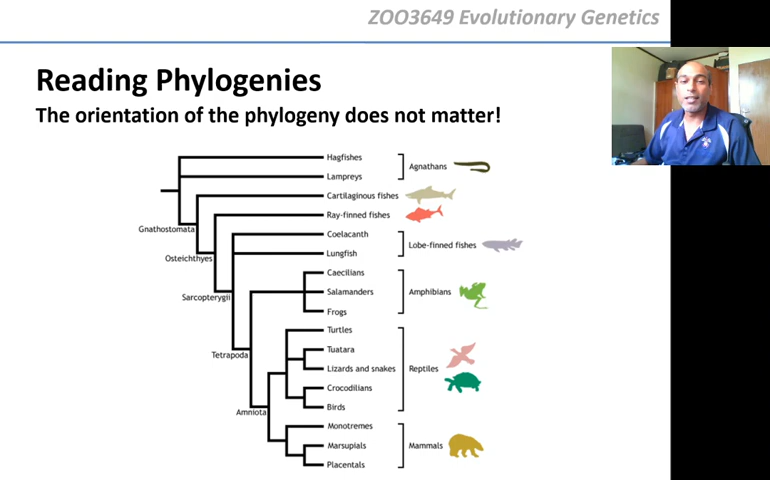 ZOO3649 Evolutionary Genetics
Reading Phylogenies
The orientation of the phylogeny does not matter!
Hagfishes
Agnathans
Lampreys
Cartilaginous fishes
Ray-finned fishes
Gnathostomata
Coelacanth
Lobe-finned fishes
Lungfish
Osteichthyes
Caecilians
Salamanders
Amphibians
Sarcopterygii
Frogs
Turtles
Tuatara
Tetrapoda
Lizards and snakes
Reptiles
Crocodilians
Birds
Amniota
Monotremes
Marsupials
Mammals
Placentals